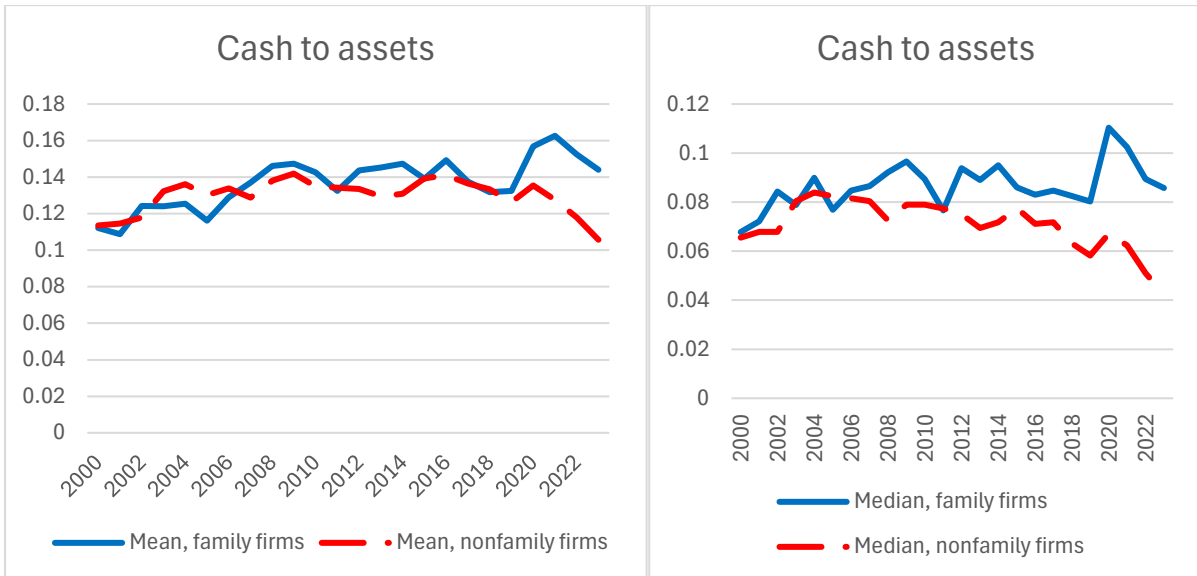 Cash to assets
0.18
0.16
0.14
0.12
0.1
0.08
0.06
0.04
0.02
0
2000 2002 2004 2006 2008 2010 2012 2014 2016 2018 2020 2022
Mean, family firms Mean, nonfamily firms
Cash to assets
0.12
0.1
0.08
0.06
0.04
0.02
0
2000 2002 2004 2006 2008 2010 2012 2014 2016 2018 2020 2022
Median, family firms
Median, nonfamily firms